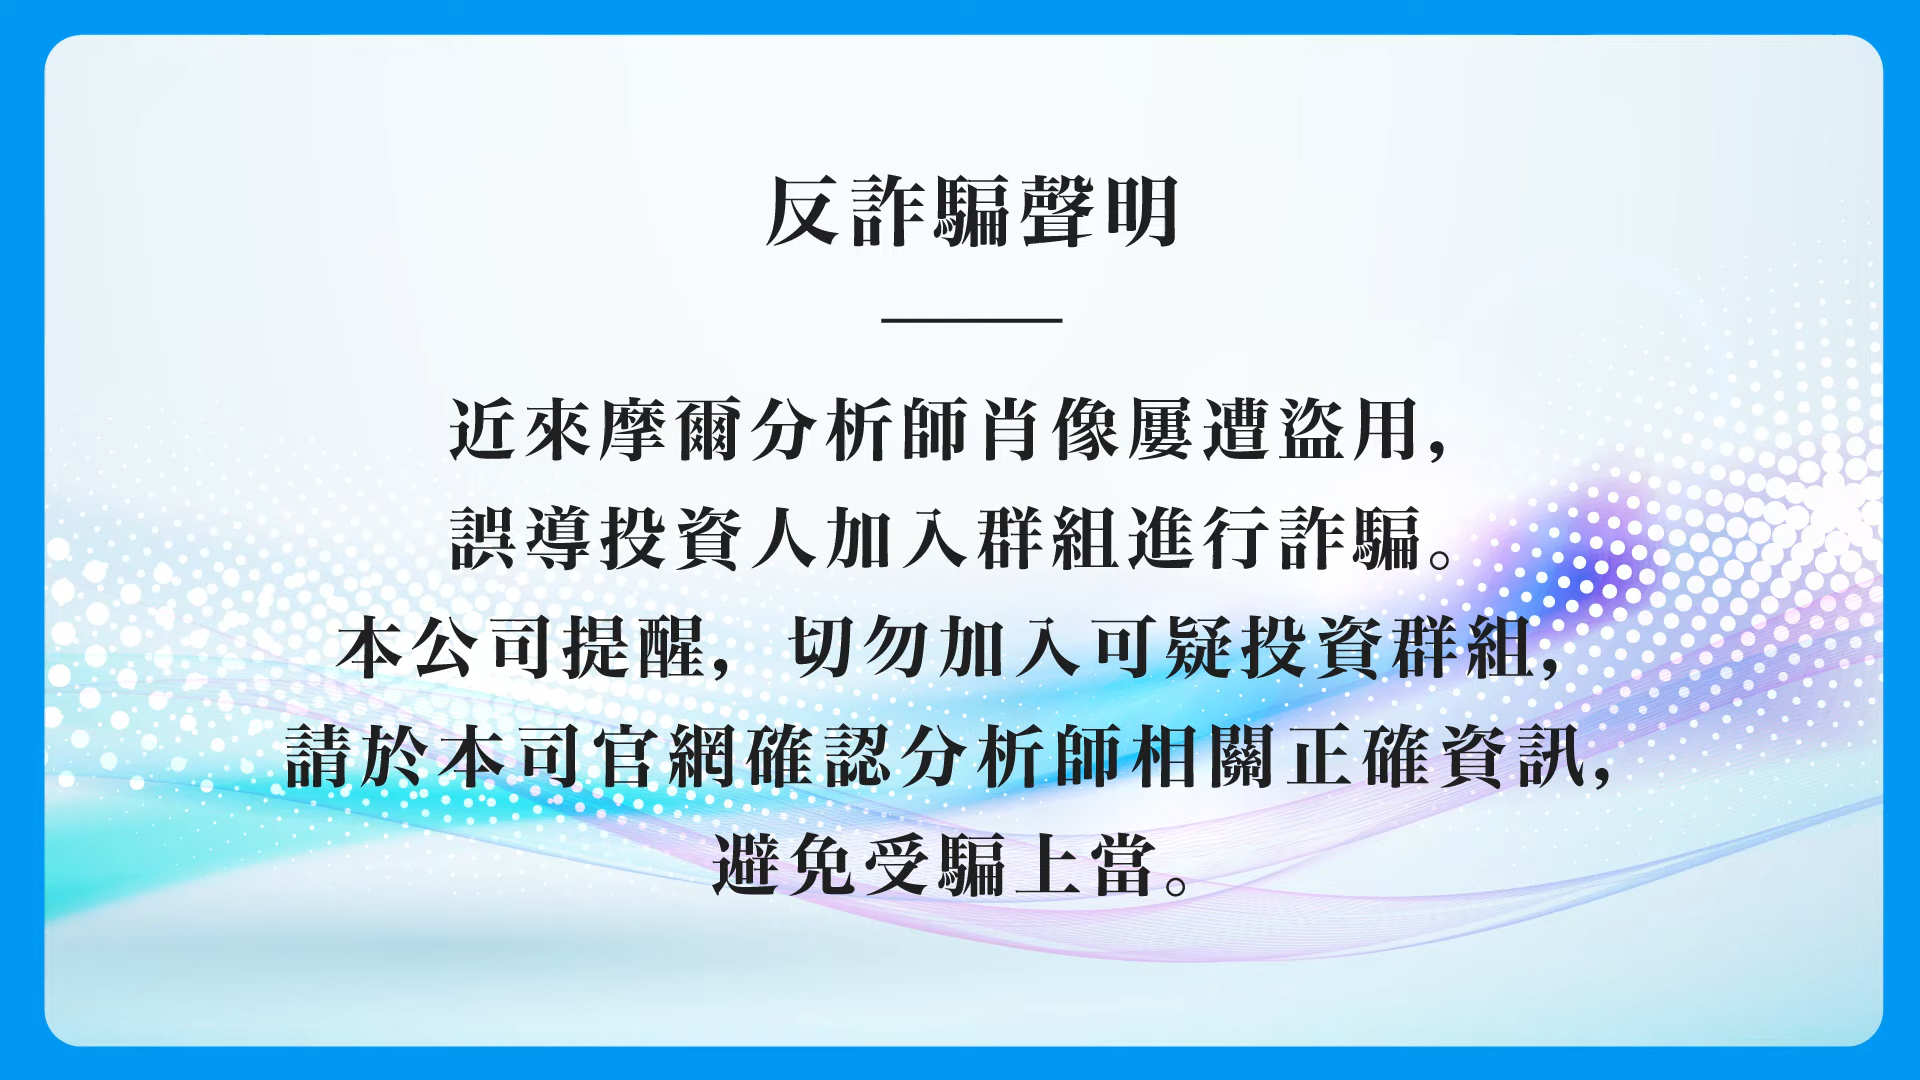 反詐騙聲明
近來摩爾分析師肖像屢遭盜用，
誤導投資人加入群組進行詐騙。
本公司提醒，切勿加入可疑投資群組，
請於本司官網確認分析師相關正確資訊，
避免受騙上當。